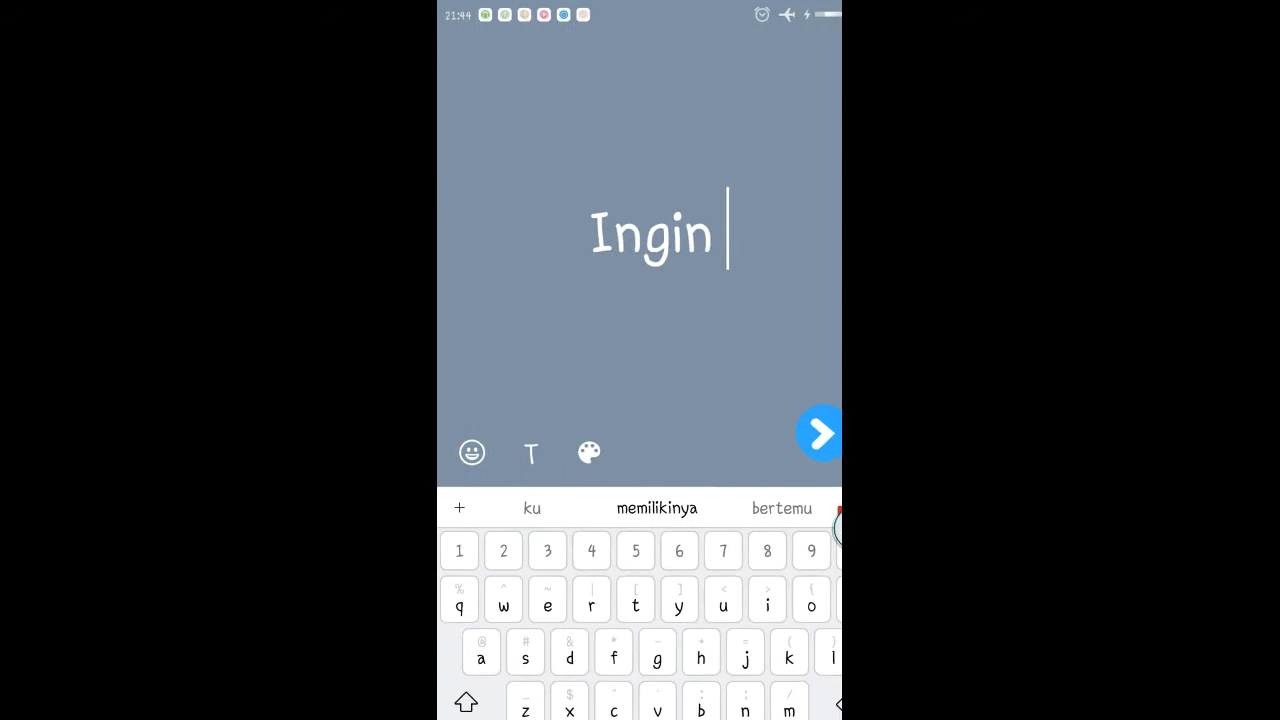 21:44
Ingin
T
+ ku memilikinya bertemu
1 2 3 4 5 6 7 8 9
% ^ ~ | [ ] < > {
q w e r t y u i o
@ # & * - + = ( )
a s d f g h j k l
_ $ " ' : ; /
z x c v b n m